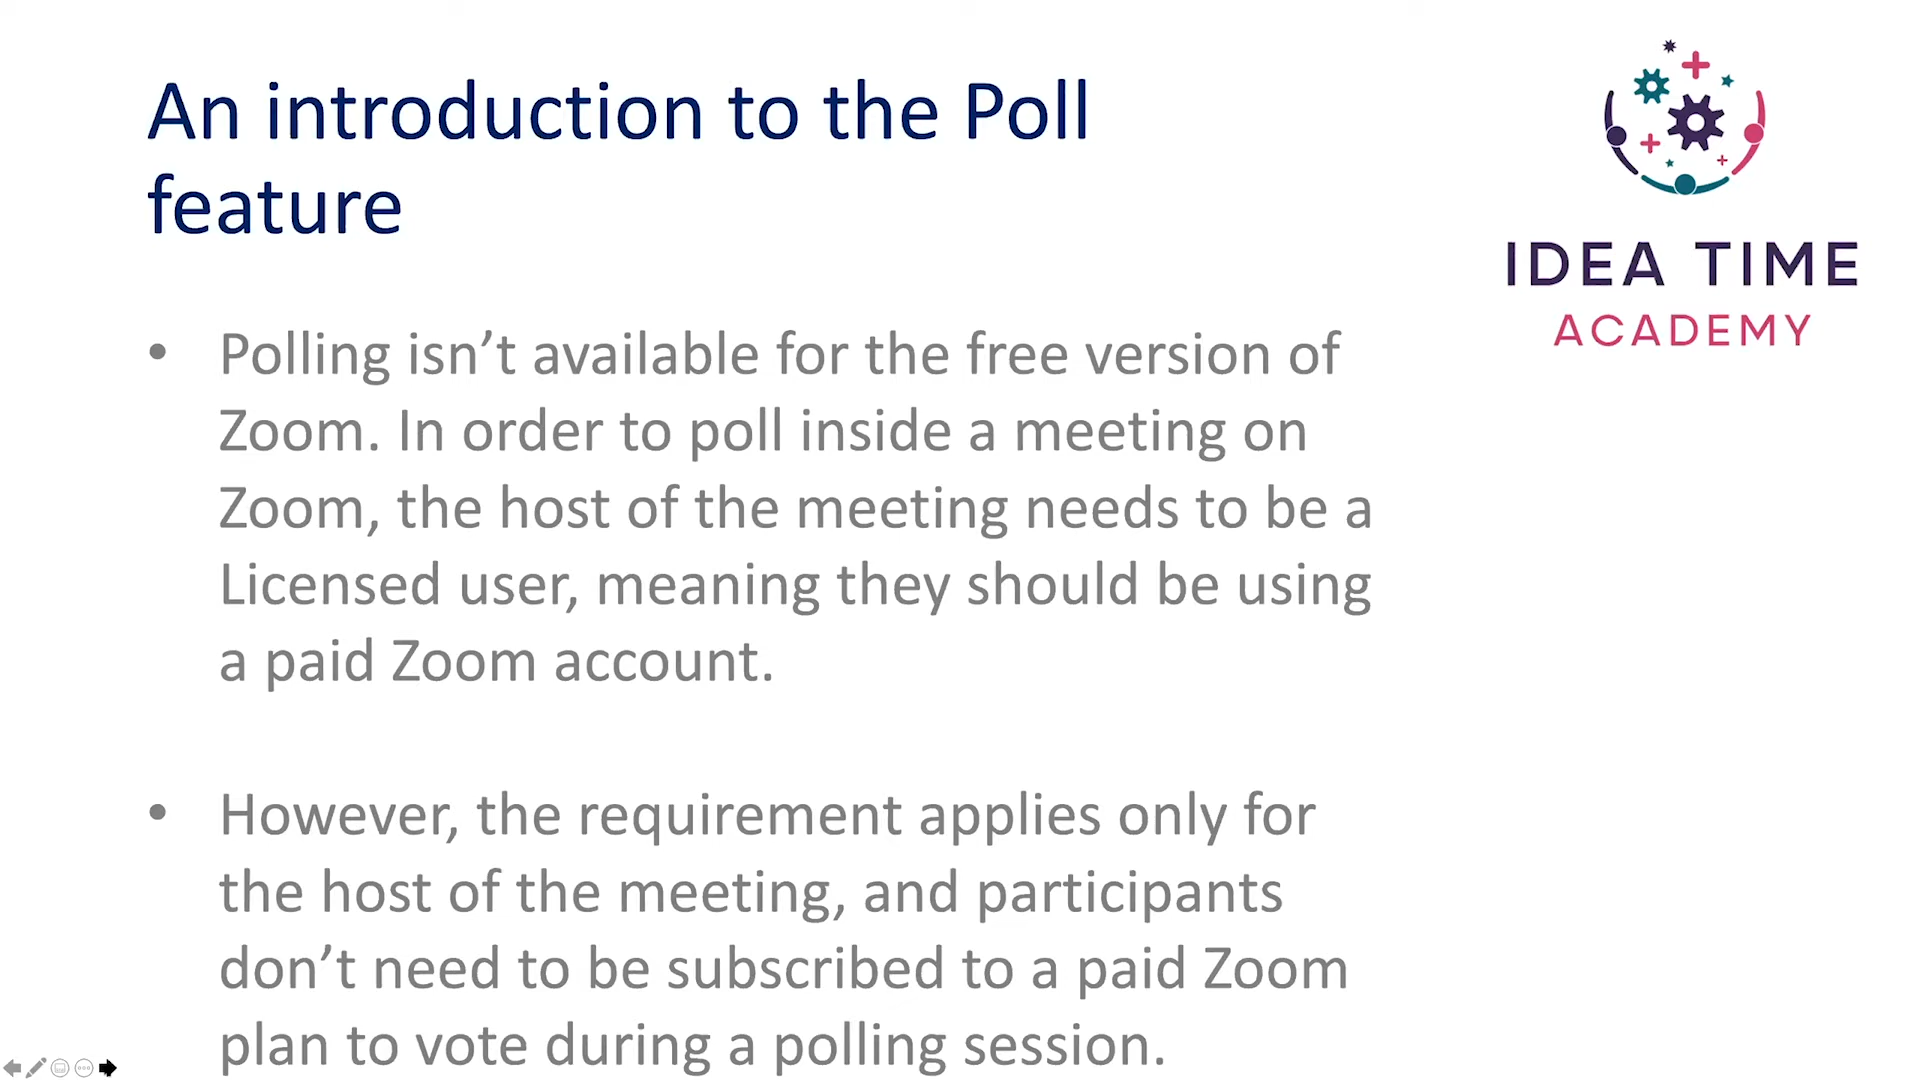 An introduction to the Poll
feature
IDEA TIME
ACADEMY
• Polling isn’t available for the free version of
Zoom. In order to poll inside a meeting on
Zoom, the host of the meeting needs to be a
Licensed user, meaning they should be using
a paid Zoom account.
• However, the requirement applies only for
the host of the meeting, and participants
don’t need to be subscribed to a paid Zoom
plan to vote during a polling session.